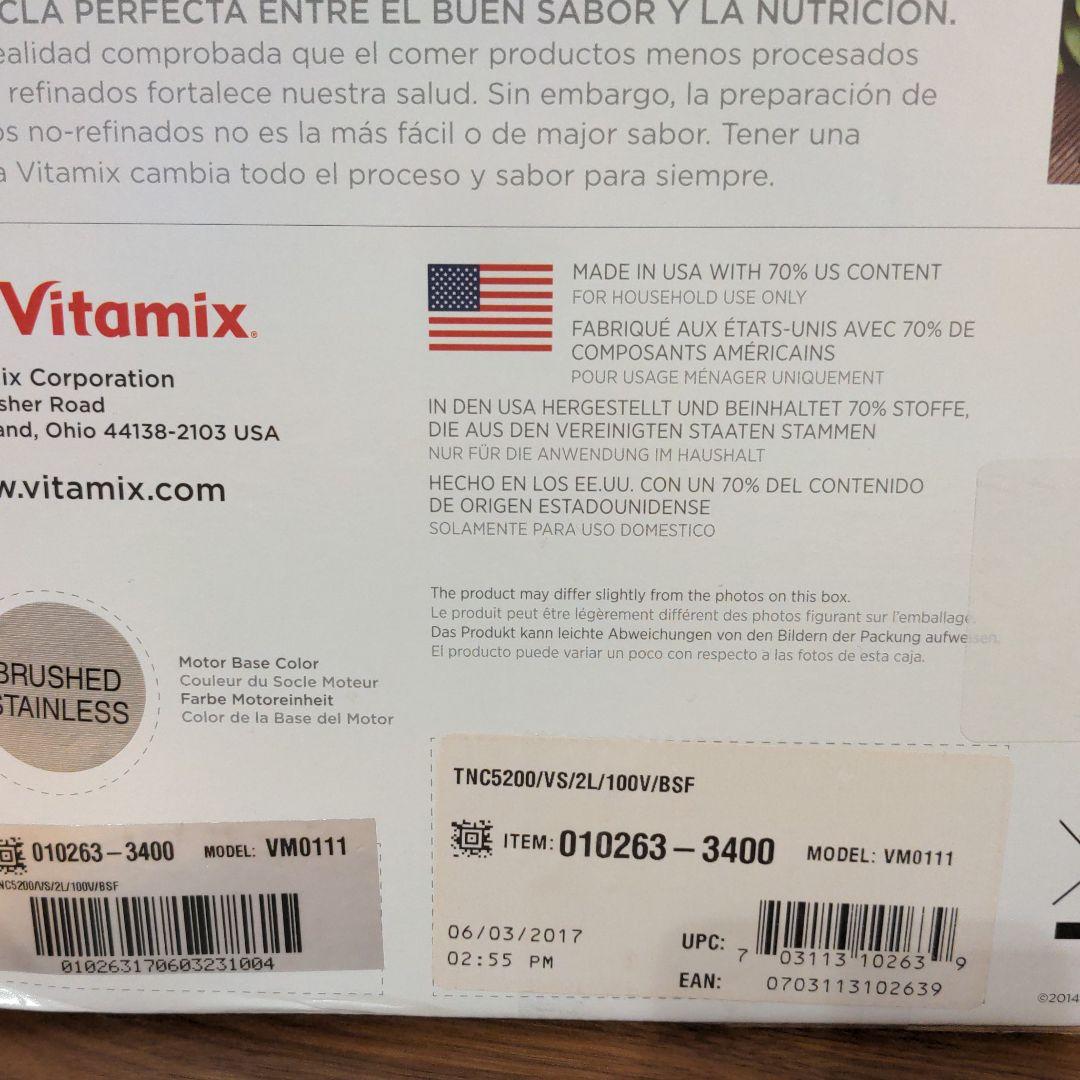 CLA PERFECTA ENTRE EL BUEN SABOR Y LA NUTRICIÓN.
ealidad comprobada que el comer productos menos procesados
refinados fortalece nuestra salud. Sin embargo, la preparación de
os no-refinados no es la más fácil o de major sabor. Tener una
a Vitamix cambia todo el proceso y sabor para siempre.
Vitamix®
ix Corporation
sher Road
and, Ohio 44138-2103 USA
w.vitamix.com
MADE IN USA WITH 70% US CONTENT
FOR HOUSEHOLD USE ONLY
FABRIQUÉ AUX ÉTATS-UNIS AVEC 70% DE
COMPOSANTS AMÉRICAINS
POUR USAGE MÉNAGER UNIQUEMENT
IN DEN USA HERGESTELLT UND BEINHALTET 70% STOFFE,
DIE AUS DEN VEREINIGTEN STAATEN STAMMEN
NUR FÜR DIE ANWENDUNG IM HAUSHALT
HECHO EN LOS EE.UU. CON UN 70% DEL CONTENIDO
DE ORIGEN ESTADOUNIDENSE
SOLAMENTE PARA USO DOMESTICO
The product may differ slightly from the photos on this box.
Le produit peut être légèrement différent des photos figurant sur l'emballage.
Das Produkt kann leichte Abweichungen von den Bildern der Packung aufweisen.
El producto puede variar un poco con respecto a las fotos de esta caja.
BRUSHED
STAINLESS
Motor Base Color
Couleur du Socle Moteur
Farbe Motoreinheit
Color de la Base del Motor
010263-3400 MODEL: VM0111
NC5200/VS/2L/100V/BSF
010263170603231004
TNC5200/VS/2L/100V/BSF
ITEM: 010263-3400 MODEL: VM0111
06/03/2017
02:55 PM
UPC: 7 03113 10263 9
EAN: 0703113102639
©2014